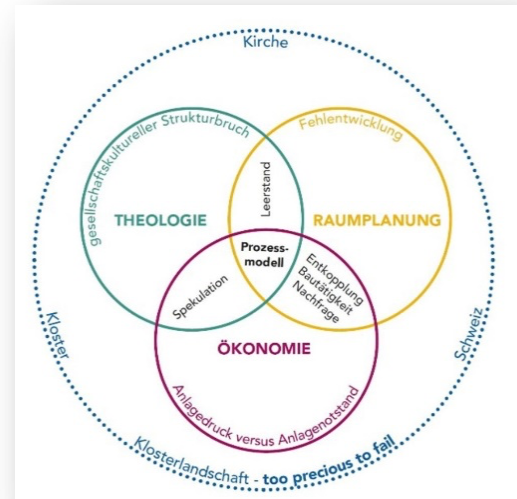 Kirche
gesellschaftskultureller Strukturbruch
Fehlentwicklung
Leerstand
THEOLOGIE
RAUMPLANUNG
Prozess-
modell
Spekulation
Entkopplung
Bautätigkeit
Nachfrage
Kloster
Schweiz
ÖKONOMIE
Anlagedruck versus Anlagenotstand
Klosterlandschaft - too precious to fail